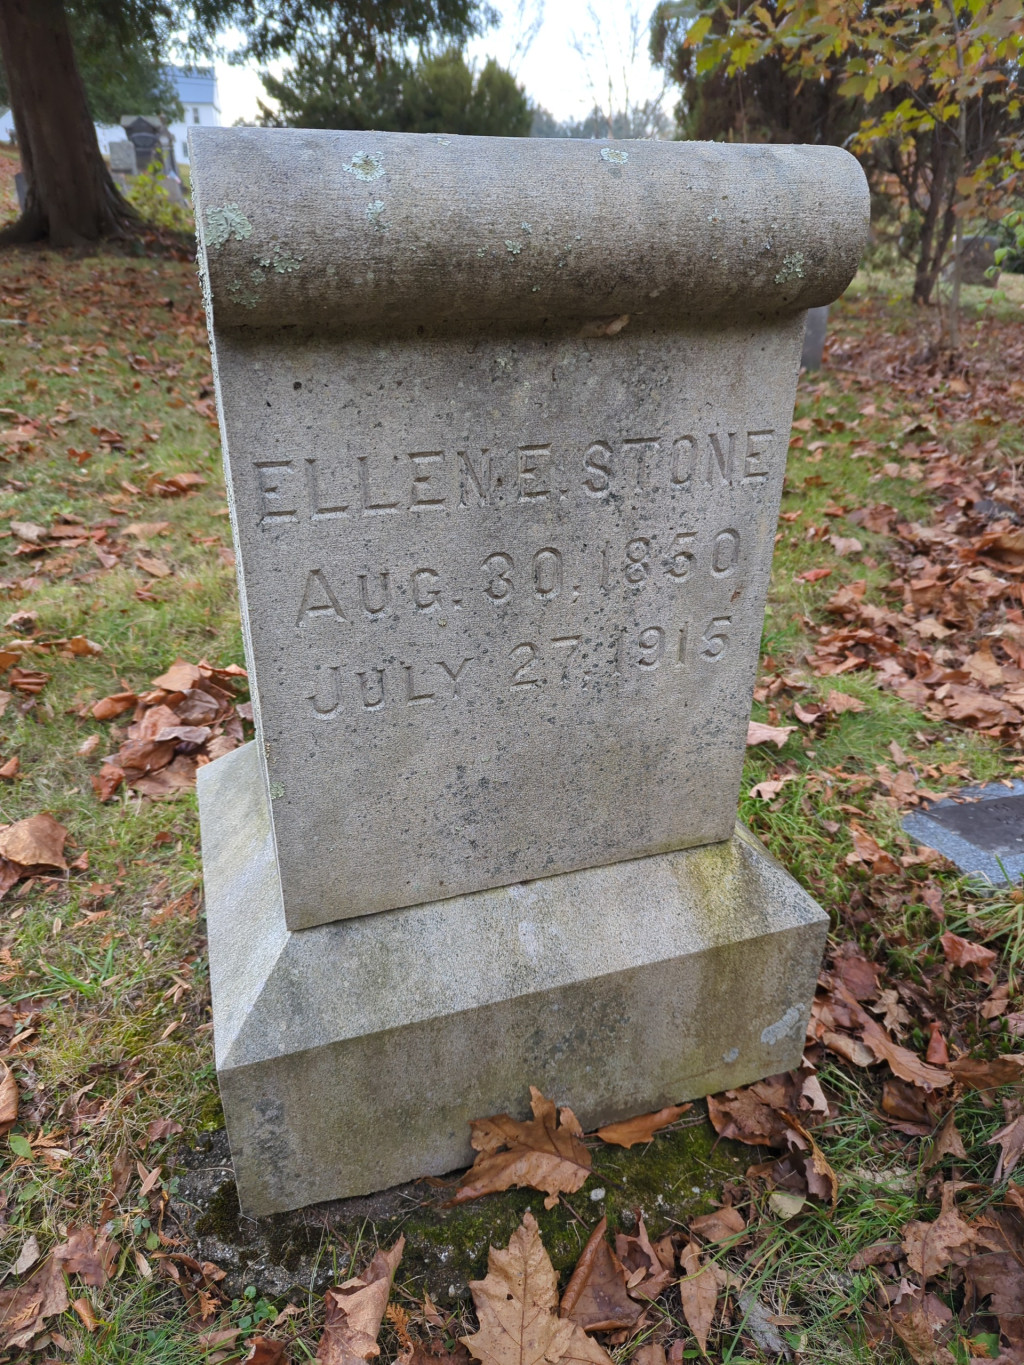 ELLEN E. STONE
AUG. 30, 1850
JULY 27, 1915